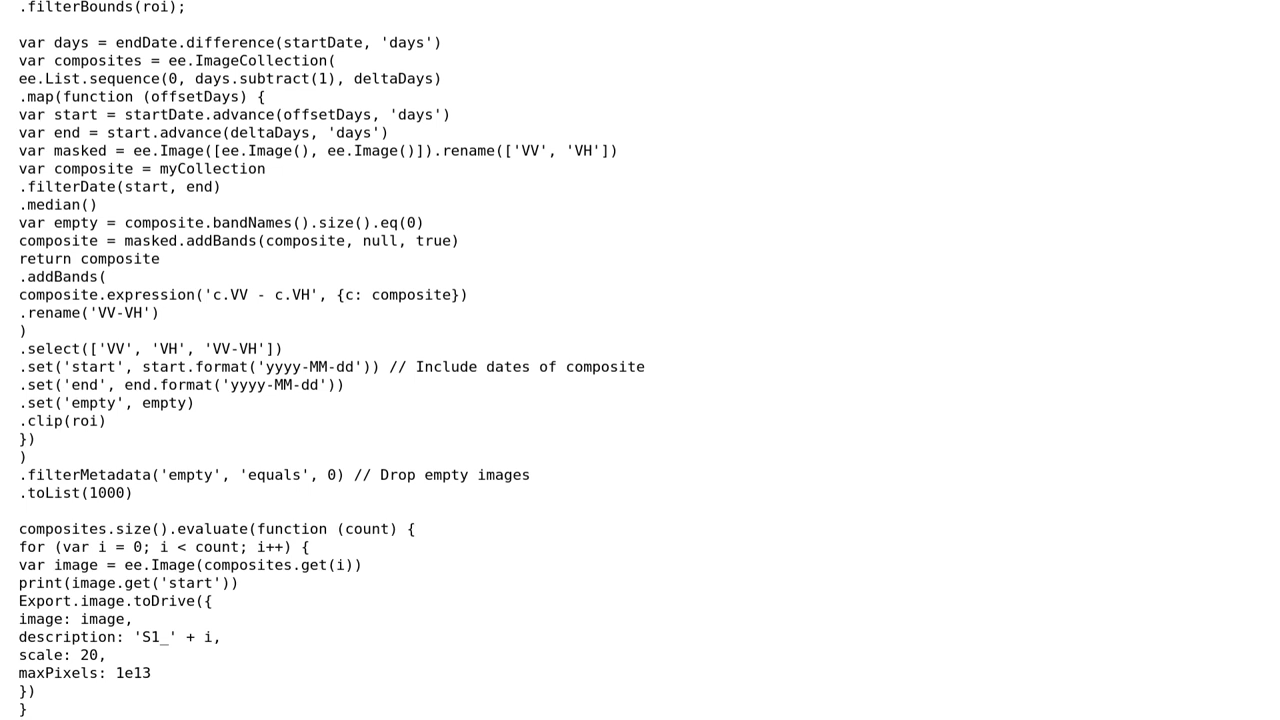 .filterBounds(roi);

var days = endDate.difference(startDate, 'days')
var composites = ee.ImageCollection(
ee.List.sequence(0, days.subtract(1), deltaDays)
.map(function (offsetDays) {
var start = startDate.advance(offsetDays, 'days')
var end = start.advance(deltaDays, 'days')
var masked = ee.Image([ee.Image(), ee.Image()]).rename(['VV', 'VH'])
var composite = myCollection
.filterDate(start, end)
.median()
var empty = composite.bandNames().size().eq(0)
composite = masked.addBands(composite, null, true)
return composite
.addBands(
composite.expression('c.VV - c.VH', {c: composite})
.rename('VV-VH')
)
.select(['VV', 'VH', 'VV-VH'])
.set('start', start.format('yyyy-MM-dd')) // Include dates of composite
.set('end', end.format('yyyy-MM-dd'))
.set('empty', empty)
.clip(roi)
})
)
.filterMetadata('empty', 'equals', 0) // Drop empty images
.toList(1000)

composites.size().evaluate(function (count) {
for (var i = 0; i < count; i++) {
var image = ee.Image(composites.get(i))
print(image.get('start'))
Export.image.toDrive({
image: image,
description: 'S1_' + i,
scale: 20,
maxPixels: 1e13
})
}